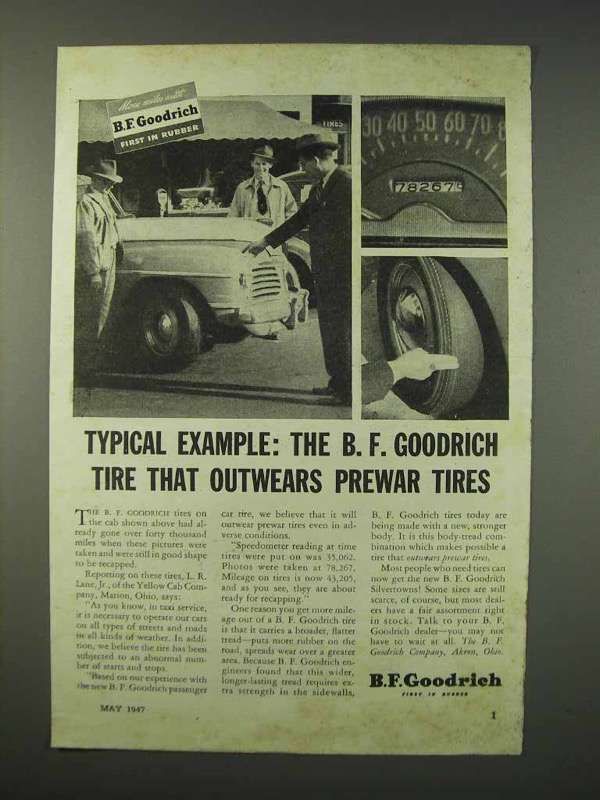 More miles with
B.F. Goodrich
FIRST IN RUBBER
TIRES
30 40 50 60 70 8
78267
TYPICAL EXAMPLE: THE B. F. GOODRICH
TIRE THAT OUTWEARS PREWAR TIRES
THE B. F. GOODRICH tires on
the cab shown above had al-
ready gone over forty thousand
miles when these pictures were
taken and were still in good shape
to be recapped.
Reporting on these tires, L. R.
Lane, Jr., of the Yellow Cab Com-
pany, Marion, Ohio, says:
"As you know, in taxi service,
it is necessary to operate our cars
on all types of streets and roads
in all kinds of weather. In addi-
tion, we believe the tire has been
subjected to an abnormal num-
ber of starts and stops.
"Based on our experience with
the new B. F. Goodrich passenger
car tire, we believe that it will
outwear prewar tires even in ad-
verse conditions.
"Speedometer reading at time
tires were put on was 35,062.
Photos were taken at 78,267.
Mileage on tires is now 43,205,
and as you see, they are about
ready for recapping."
One reason you get more mile-
age out of a B. F. Goodrich tire
is that it carries a broader, flatter
tread—puts more rubber on the
road, spreads wear over a greater
area. Because B. F. Goodrich en-
gineers found that this wider,
longer-lasting tread requires ex-
tra strength in the sidewalls,
B. F. Goodrich tires today are
being made with a new, stronger
body. It is this body-tread com-
bination which makes possible a
tire that outwears prewar tires.
Most people who need tires can
now get the new B. F. Goodrich
Silvertowns! Some sizes are still
scarce, of course, but most deal-
ers have a fair assortment right
in stock. Talk to your B. F.
Goodrich dealer—you may not
have to wait at all. The B. F.
Goodrich Company, Akron, Ohio.
B.F. Goodrich
FIRST IN RUBBER
MAY 1947
1